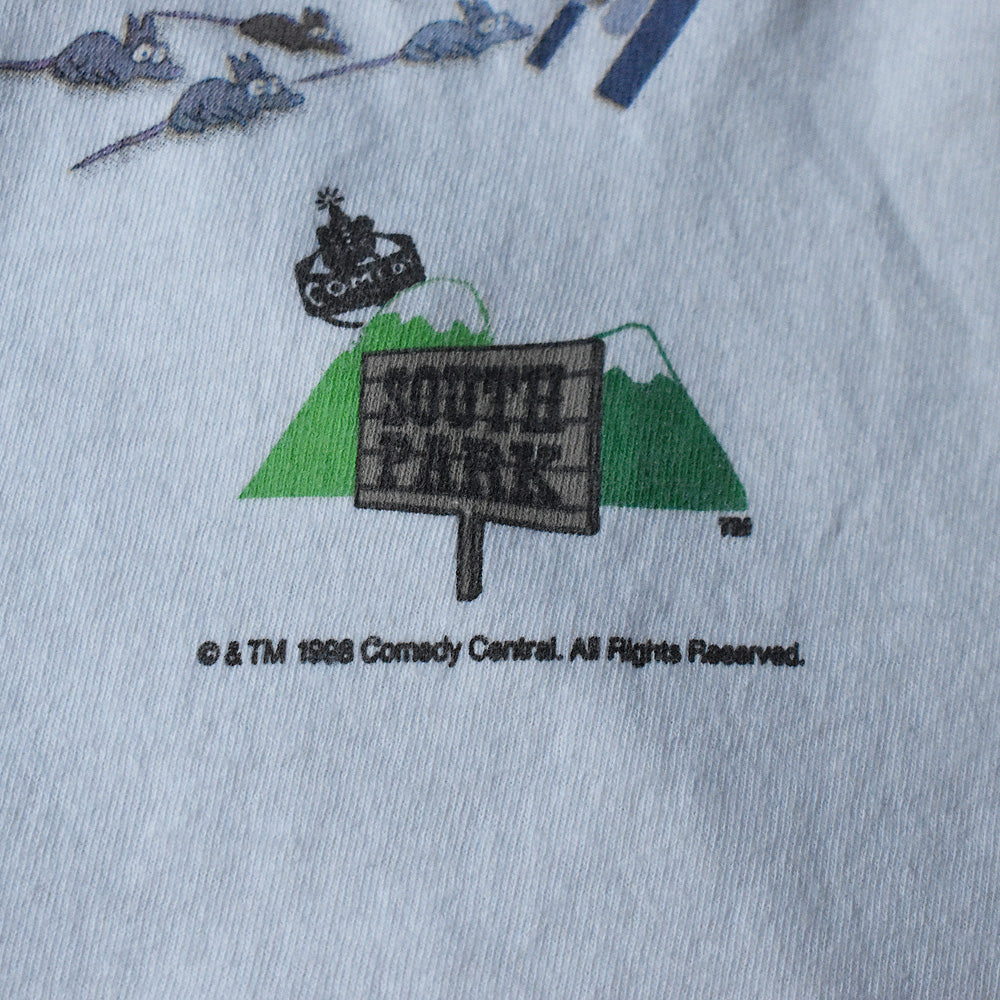 COMEDY
SOUTH
PARK
TM
© & TM 1998 Comedy Central. All Rights Reserved.